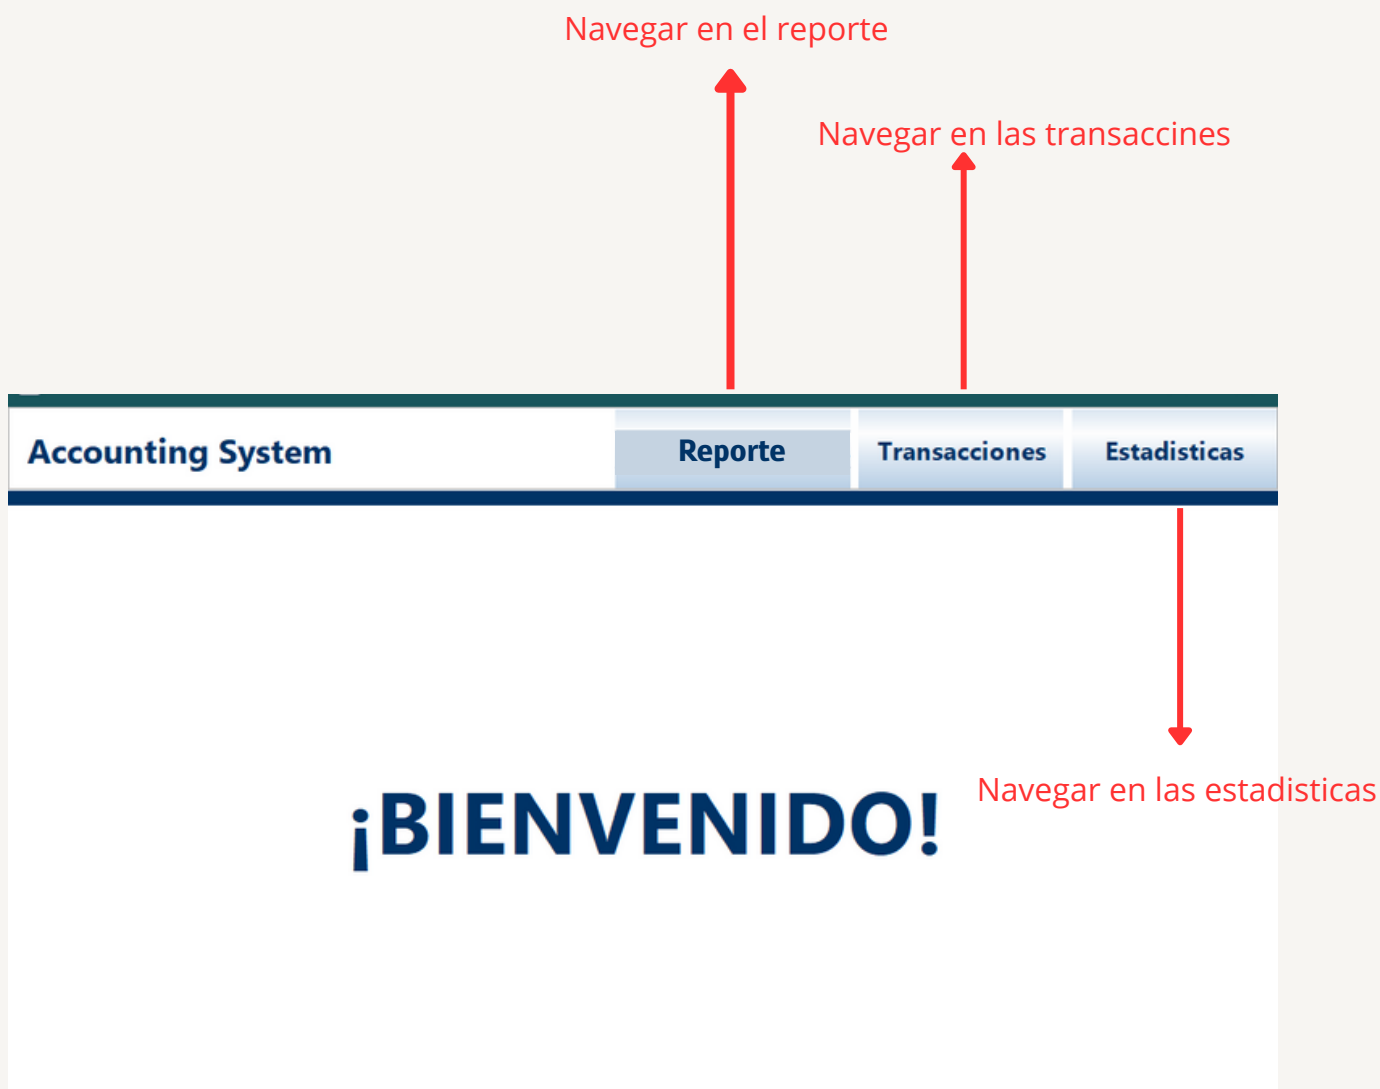 Navegar en el reporte
Navegar en las transaccines
Accounting System Reporte Transacciones Estadisticas
Navegar en las estadisticas
¡BIENVENIDO!